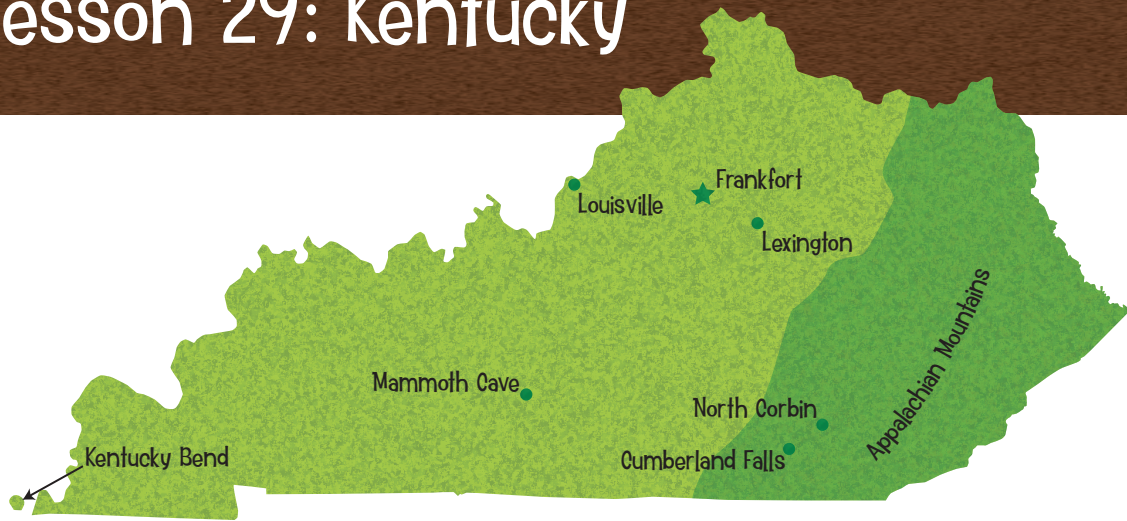 esson 29: Kentucky
Frankfort
Louisville
Lexington
Appalachian Mountains
Mammoth Cave
North Corbin
Kentucky Bend
Cumberland Falls